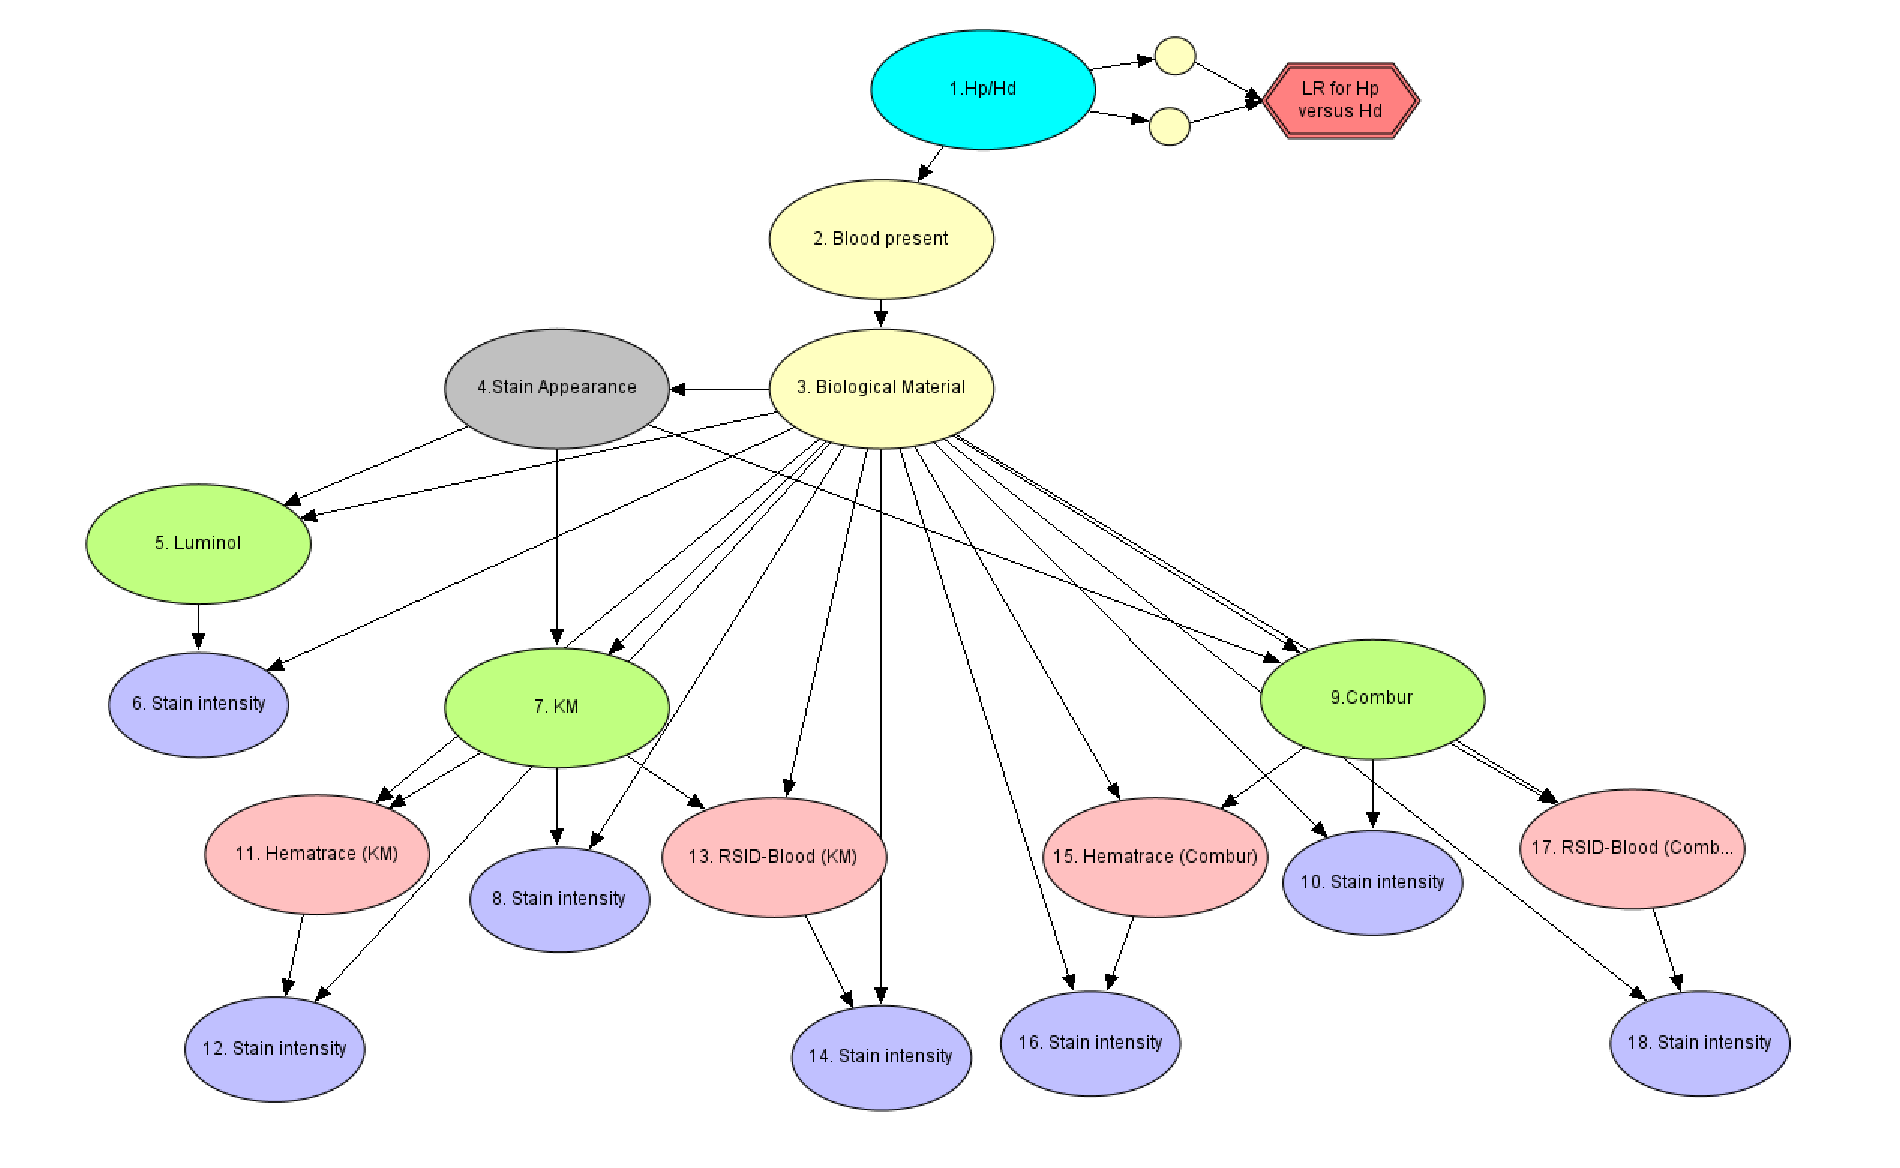 1.Hp/Hd
LR for Hp
versus Hd
2. Blood present
4.Stain Appearance
3. Biological Material
5. Luminol
6. Stain intensity
7. KM
9.Combur
11. Hematrace (KM)
8. Stain intensity
13. RSID-Blood (KM)
15. Hematrace (Combur)
10. Stain intensity
17. RSID-Blood (Comb...
12. Stain intensity
14. Stain intensity
16. Stain intensity
18. Stain intensity